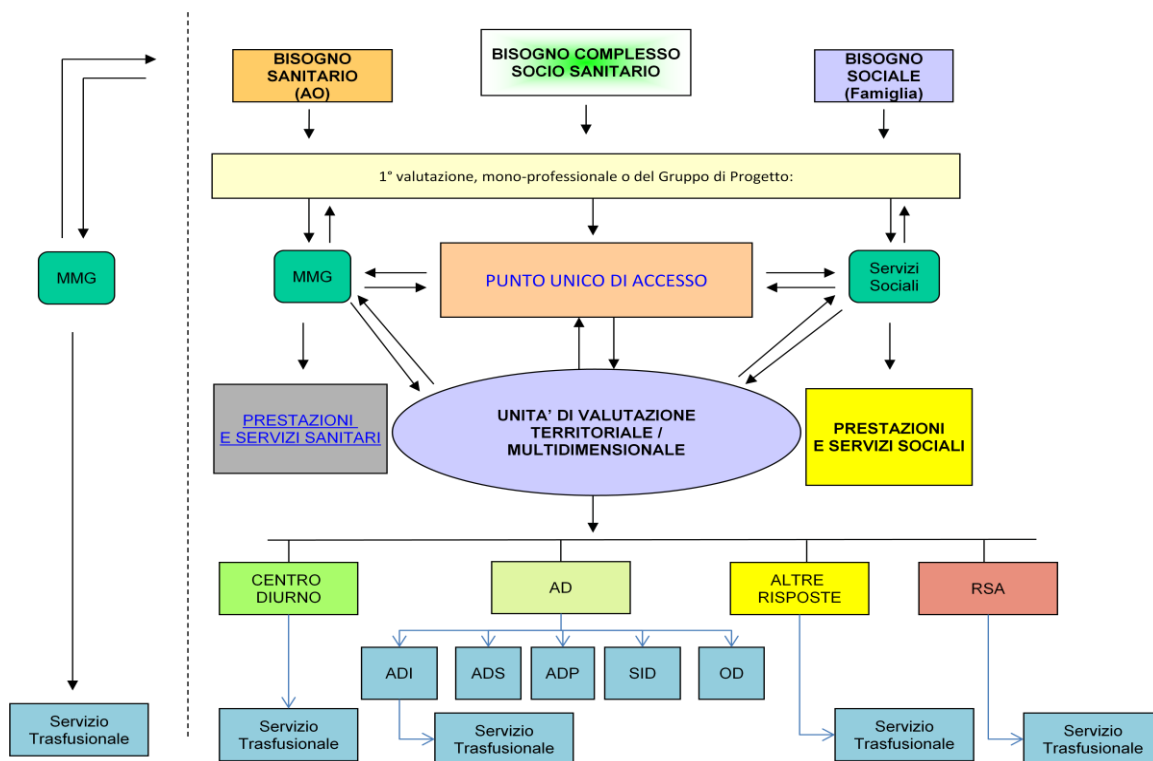 BISOGNO
SANITARIO
(AO)
BISOGNO COMPLESSO
SOCIO SANITARIO
BISOGNO
SOCIALE
(Famiglia)
1° valutazione, mono-professionale o del Gruppo di Progetto:
MMG
MMG
PUNTO UNICO DI ACCESSO
Servizi
Sociali
PRESTAZIONI
E SERVIZI SANITARI
UNITA' DI VALUTAZIONE
TERRITORIALE /
MULTIDIMENSIONALE
PRESTAZIONI
E SERVIZI SOCIALI
CENTRO
DIURNO
AD
ALTRE
RISPOSTE
RSA
ADI
ADS
ADP
SID
OD
Servizio
Trasfusionale
Servizio
Trasfusionale
Servizio
Trasfusionale
Servizio
Trasfusionale
Servizio
Trasfusionale